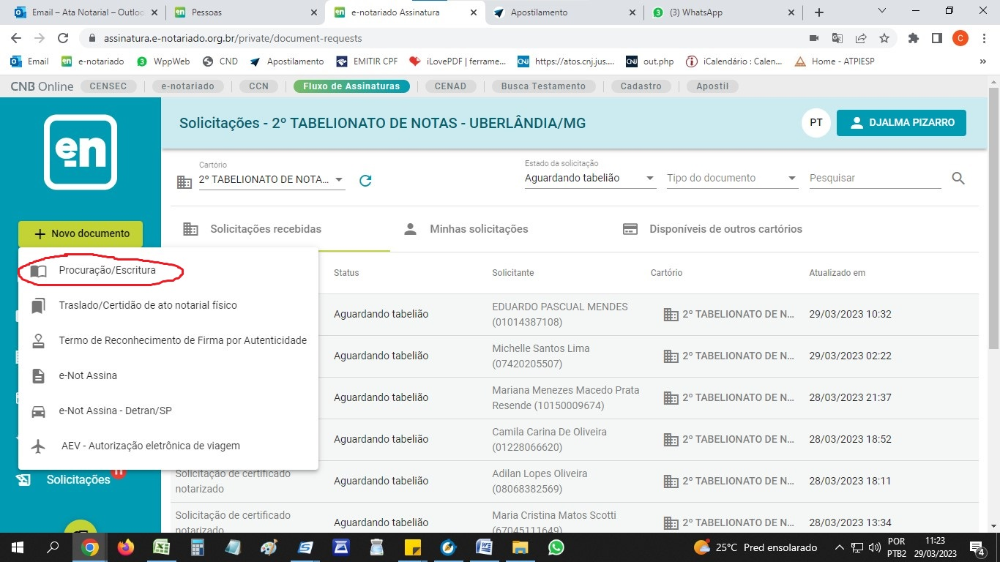 Email – Ata Notarial – Outloo
Pessoas
e-notariado Assinatura
Apostilamento
3
(3) WhatsApp
assinatura.e-notariado.org.br/private/document-requests
C
Email
e-notariado
3
WppWeb
CND
Apostilamento
EMITIR CPF
iLovePDF | ferrame...
CNJ
https://atos.cnj.jus....
CNJ
out.php
iCalendário : Calen...
Home - ATPIESP
»
CNB Online
CENSEC
e-notariado
CCN
Fluxo de Assinaturas
CENAD
Busca Testamento
Cadastro
Apostil
en
Solicitações - 2º TABELIONATO DE NOTAS - UBERLÂNDIA/MG
PT
DJALMA PIZARRO
Cartório
2º TABELIONATO DE NOTA...
Estado da solicitação
Aguardando tabelião
Tipo do documento
Pesquisar
+ Novo documento
Solicitações recebidas
Minhas solicitações
Disponíveis de outros cartórios
Procuração/Escritura
Traslado/Certidão de ato notarial físico
Termo de Reconhecimento de Firma por Autenticidade
e-Not Assina
e-Not Assina - Detran/SP
AEV - Autorização eletrônica de viagem
Solicitações
11
Status
Solicitante
Cartório
Atualizado em
Aguardando tabelião
EDUARDO PASCUAL MENDES
(01014387108)
2º TABELIONATO DE N...
29/03/2023 10:32
Aguardando tabelião
Michelle Santos Lima
(07420205507)
2º TABELIONATO DE N...
29/03/2023 02:22
Aguardando tabelião
Mariana Menezes Macedo Prata
Resende (10150009674)
2º TABELIONATO DE N...
28/03/2023 21:37
Aguardando tabelião
Camila Carina De Oliveira
(01228066620)
2º TABELIONATO DE N...
28/03/2023 18:52
Solicitação de certificado
notarizado
Aguardando tabelião
Adilan Lopes Oliveira
(08068382569)
2º TABELIONATO DE N...
28/03/2023 18:11
Solicitação de certificado
notarizado
Aguardando tabelião
Maria Cristina Matos Scotti
(67045111649)
2º TABELIONATO DE N...
28/03/2023 13:34
25°C Pred ensolarado
POR
PTB2
11:23
29/03/2023
4